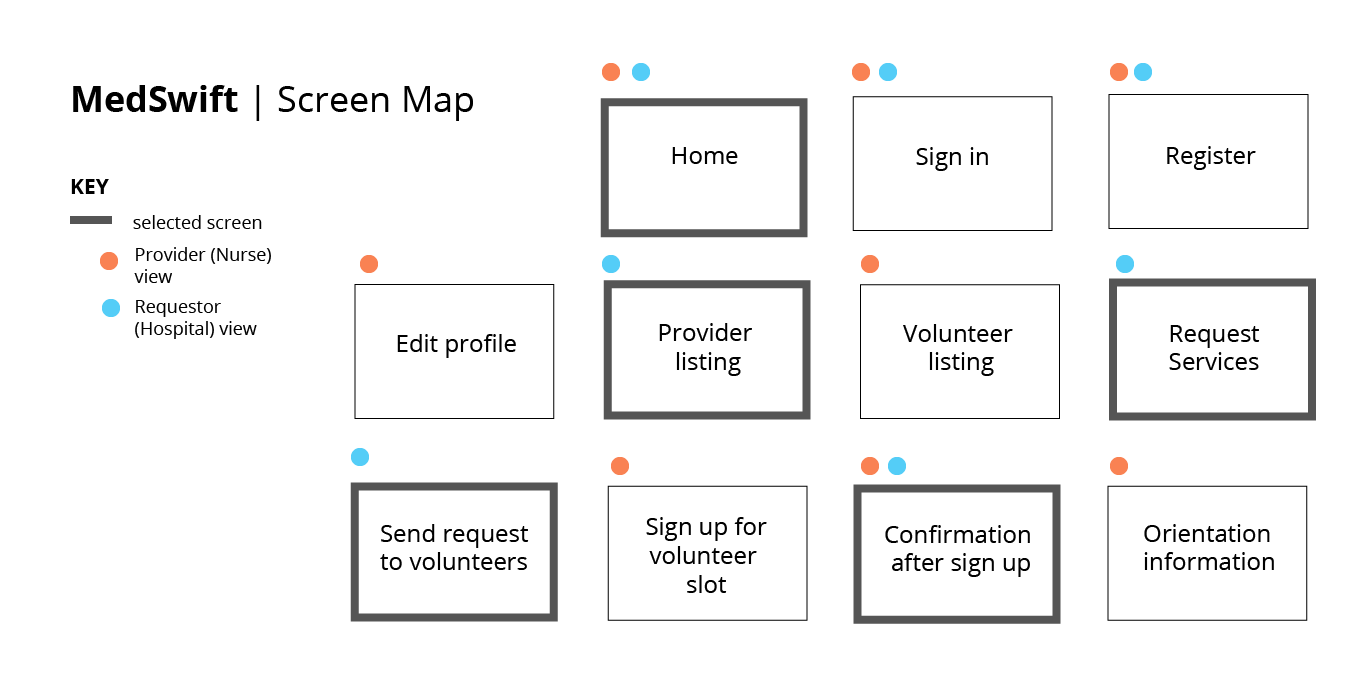 MedSwift | Screen Map
KEY
selected screen
Provider (Nurse)
view
Requestor
(Hospital) view
Home
Sign in
Register
Edit profile
Provider
listing
Volunteer
listing
Request
Services
Send request
to volunteers
Sign up for
volunteer
slot
Confirmation
after sign up
Orientation
information